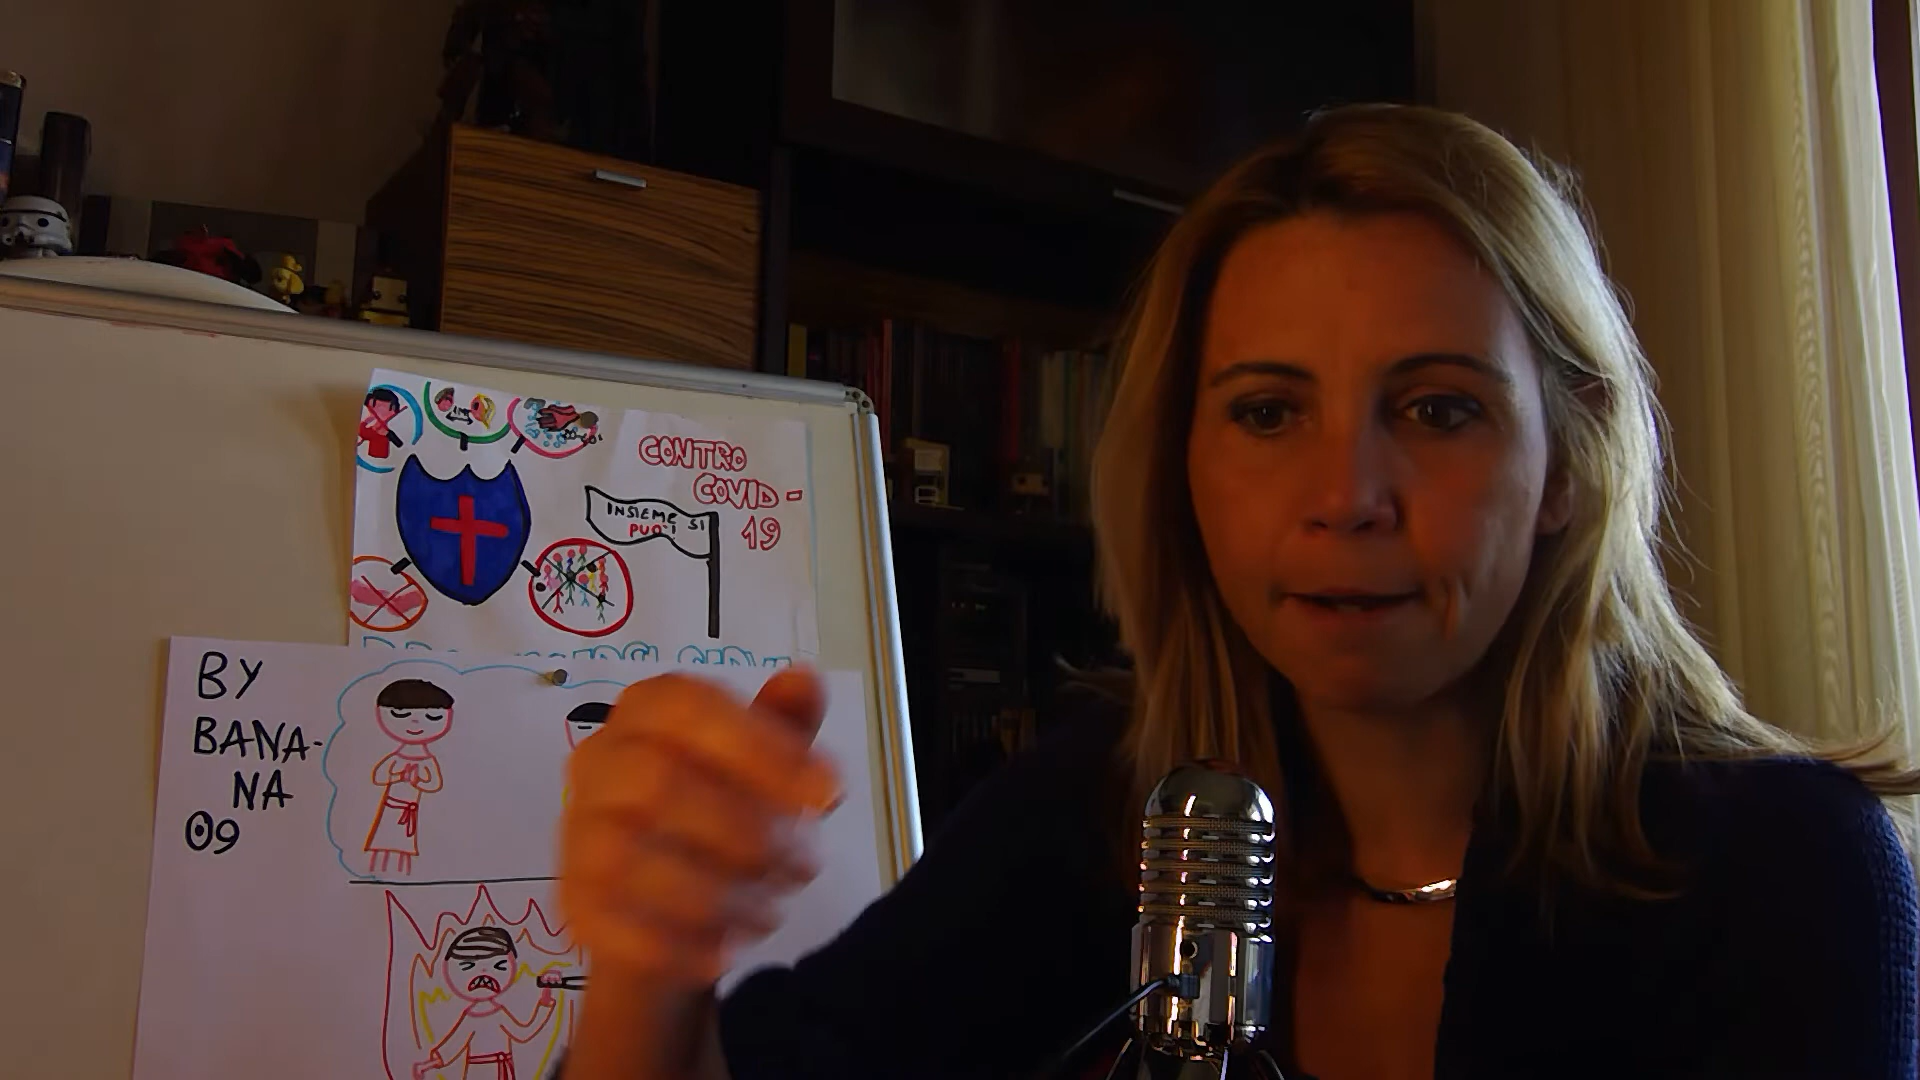 CONTRO
COVID-
19
INSIEME SI
PUO'!
BY
BANA-
NA
09